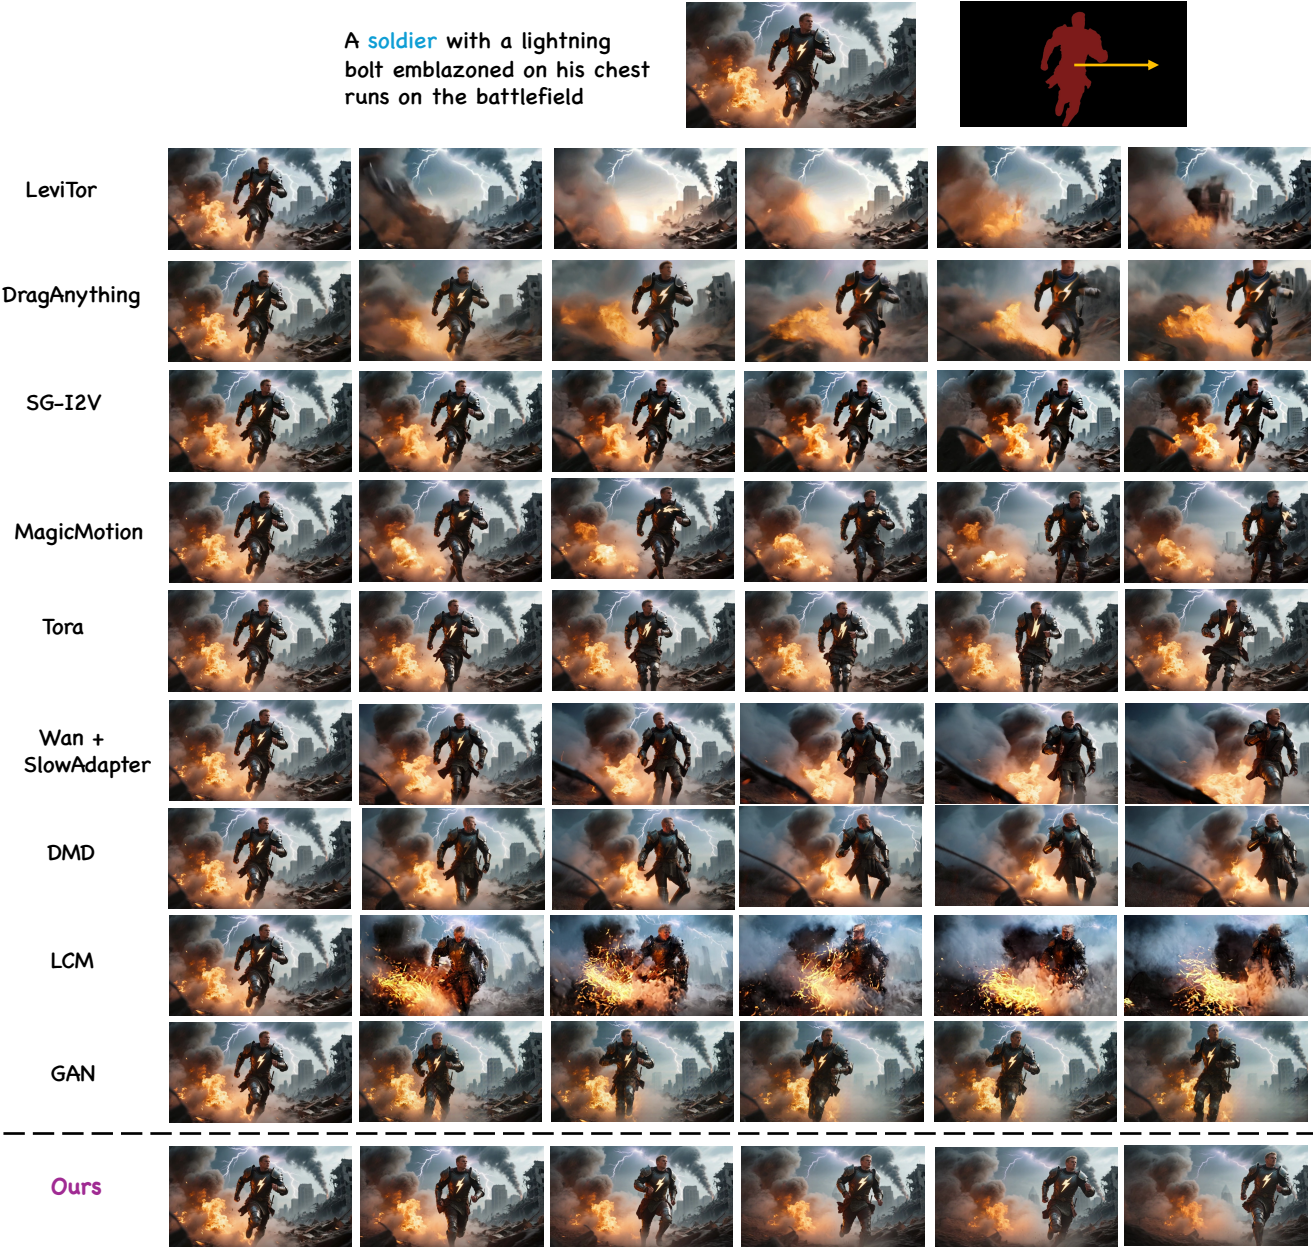 A soldier with a lightning
bolt emblazoned on his chest
runs on the battlefield
LeviTor
DragAnything
SG-I2V
MagicMotion
Tora
Wan +
SlowAdapter
DMD
LCM
GAN
Ours